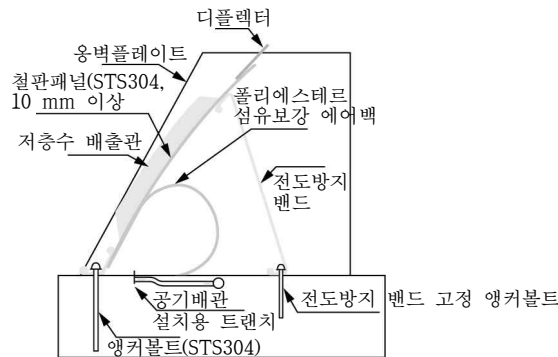 디플렉터
옹벽플레이트
철판패널(STS304,
10 mm 이상
폴리에스테르
섬유보강 에어백
저층수 배출관
전도방지
밴드
공기배관
설치용 트랜치
전도방지 밴드 고정 앵커볼트
앵커볼트(STS304)